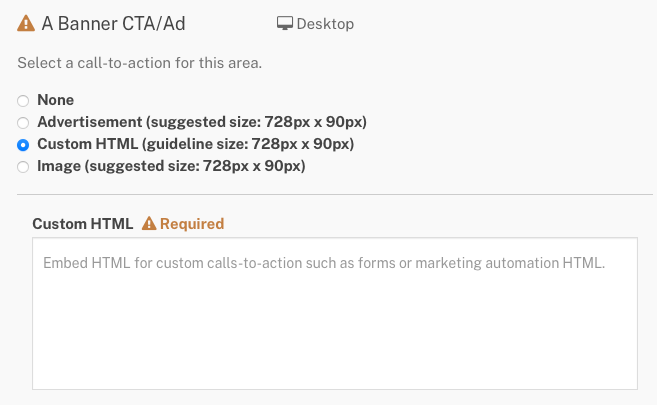 A Banner CTA/Ad Desktop
Select a call-to-action for this area.
None
Advertisement (suggested size: 728px x 90px)
Custom HTML (guideline size: 728px x 90px)
Image (suggested size: 728px x 90px)
Custom HTML Required
Embed HTML for custom calls-to-action such as forms or marketing automation HTML.